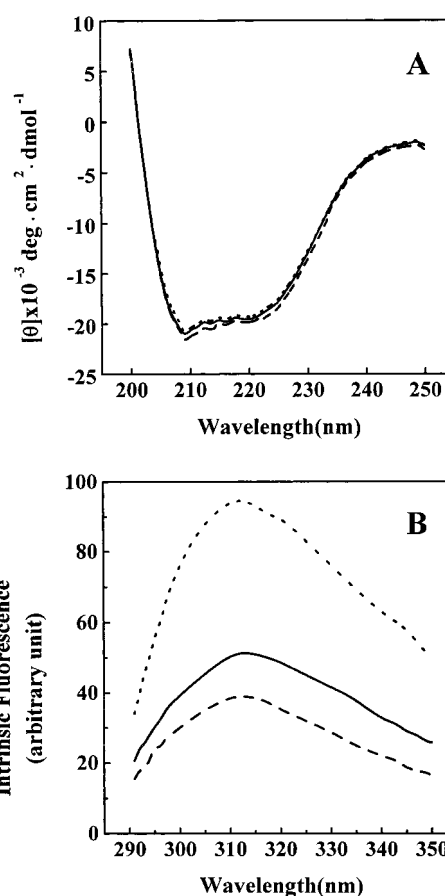 A
10
5
0
-5
-10
-15
-20
-25
[θ]x10⁻³ deg · cm² · dmol⁻¹
200 210 220 230 240 250
Wavelength(nm)
B
100
80
60
40
20
0
Intrinsic Fluorescence
(arbitrary unit)
290 300 310 320 330 340 350
Wavelength(nm)